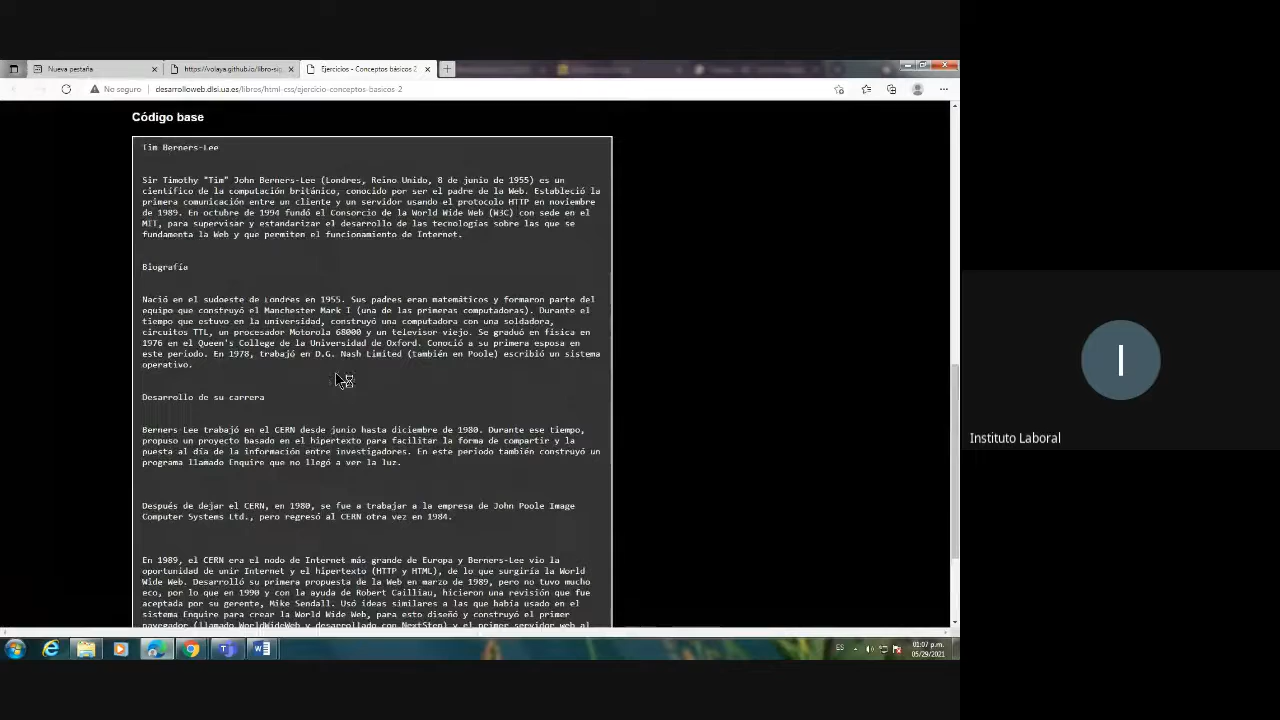 Nueva pestaña
https://volaya.github.io/libro-sig
Ejercicios - Conceptos básicos 2
No seguro
desarrolloweb.dlsi.ua.es/libros/html-css/ejercicio-conceptos-basicos-2
Código base
Tim Berners-Lee
Sir Timothy "Tim" John Berners-Lee (Londres, Reino Unido, 8 de junio de 1955) es un
científico de la computación británico, conocido por ser el padre de la Web. Estableció la
primera comunicación entre un cliente y un servidor usando el protocolo HTTP en noviembre
de 1989. En octubre de 1994 fundó el Consorcio de la World Wide Web (W3C) con sede en el
MIT, para supervisar y estandarizar el desarrollo de las tecnologías sobre las que se
fundamenta la Web y que permiten el funcionamiento de Internet.
Biografía
Nació en el sudoeste de Londres en 1955. Sus padres eran matemáticos y formaron parte del
equipo que construyó el Manchester Mark I (una de las primeras computadoras). Durante el
tiempo que estuvo en la universidad, construyó una computadora con una soldadora,
circuitos TTL, un procesador Motorola 68000 y un televisor viejo. Se graduó en física en
1976 en el Queen's College de la Universidad de Oxford. Conoció a su primera esposa en
este periodo. En 1978, trabajó en D.G. Nash Limited (también en Poole) escribió un sistema
operativo.
Desarrollo de su carrera
Berners-Lee trabajó en el CERN desde junio hasta diciembre de 1980. Durante ese tiempo,
propuso un proyecto basado en el hipertexto para facilitar la forma de compartir y la
puesta al día de la información entre investigadores. En este periodo también construyó un
programa llamado Enquire que no llegó a ver la luz.
Después de dejar el CERN, en 1980, se fue a trabajar a la empresa de John Poole Image
Computer Systems Ltd., pero regresó al CERN otra vez en 1984.
En 1989, el CERN era el nodo de Internet más grande de Europa y Berners-Lee vio la
oportunidad de unir Internet y el hipertexto (HTTP y HTML), de lo que surgiría la World
Wide Web. Desarrolló su primera propuesta de la Web en marzo de 1989, pero no tuvo mucho
eco, por lo que en 1990 y con la ayuda de Robert Cailliau, hicieron una revisión que fue
aceptada por su gerente, Mike Sendall. Usó ideas similares a las que había usado en el
sistema Enquire para crear la World Wide Web, para esto diseñó y construyó el primer
navegador (llamado WorldWideWeb y desarrollado con NextStep) y el primer servidor web al
I
Instituto Laboral
ES
01:07 p.m.
05/29/2021